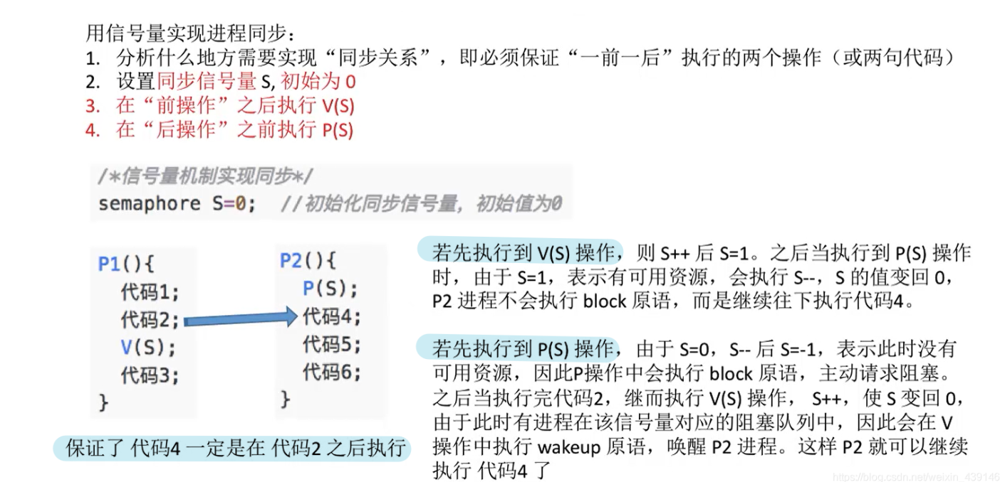 用信号量实现进程同步：
1. 分析什么地方需要实现“同步关系”，即必须保证“一前一后”执行的两个操作（或两句代码）
2. 设置同步信号量 S, 初始为 0
3. 在“前操作”之后执行 V(S)
4. 在“后操作”之前执行 P(S)
/*信号量机制实现同步*/
semaphore S=0;  //初始化同步信号量，初始值为0
P1(){
代码1;
代码2;
V(S);
代码3;
}
P2(){
P(S);
代码4;
代码5;
代码6;
}
保证了 代码4 一定是在 代码2 之后执行
若先执行到 V(S) 操作，则 S++ 后 S=1。之后当执行到 P(S) 操作
时，由于 S=1，表示有可用资源，会执行 S--，S 的值变回 0，
P2 进程不会执行 block 原语，而是继续往下执行代码4。
若先执行到 P(S) 操作，由于 S=0，S-- 后 S=-1，表示此时没有
可用资源，因此P操作中会执行 block 原语，主动请求阻塞。
之后当执行完代码2，继而执行 V(S) 操作， S++，使 S 变回 0，
由于此时有进程在该信号量对应的阻塞队列中，因此会在 V
操作中执行 wakeup 原语，唤醒 P2 进程。这样 P2 就可以继续
执行 代码4 了
https://blog.csdn.net/weixin_439146